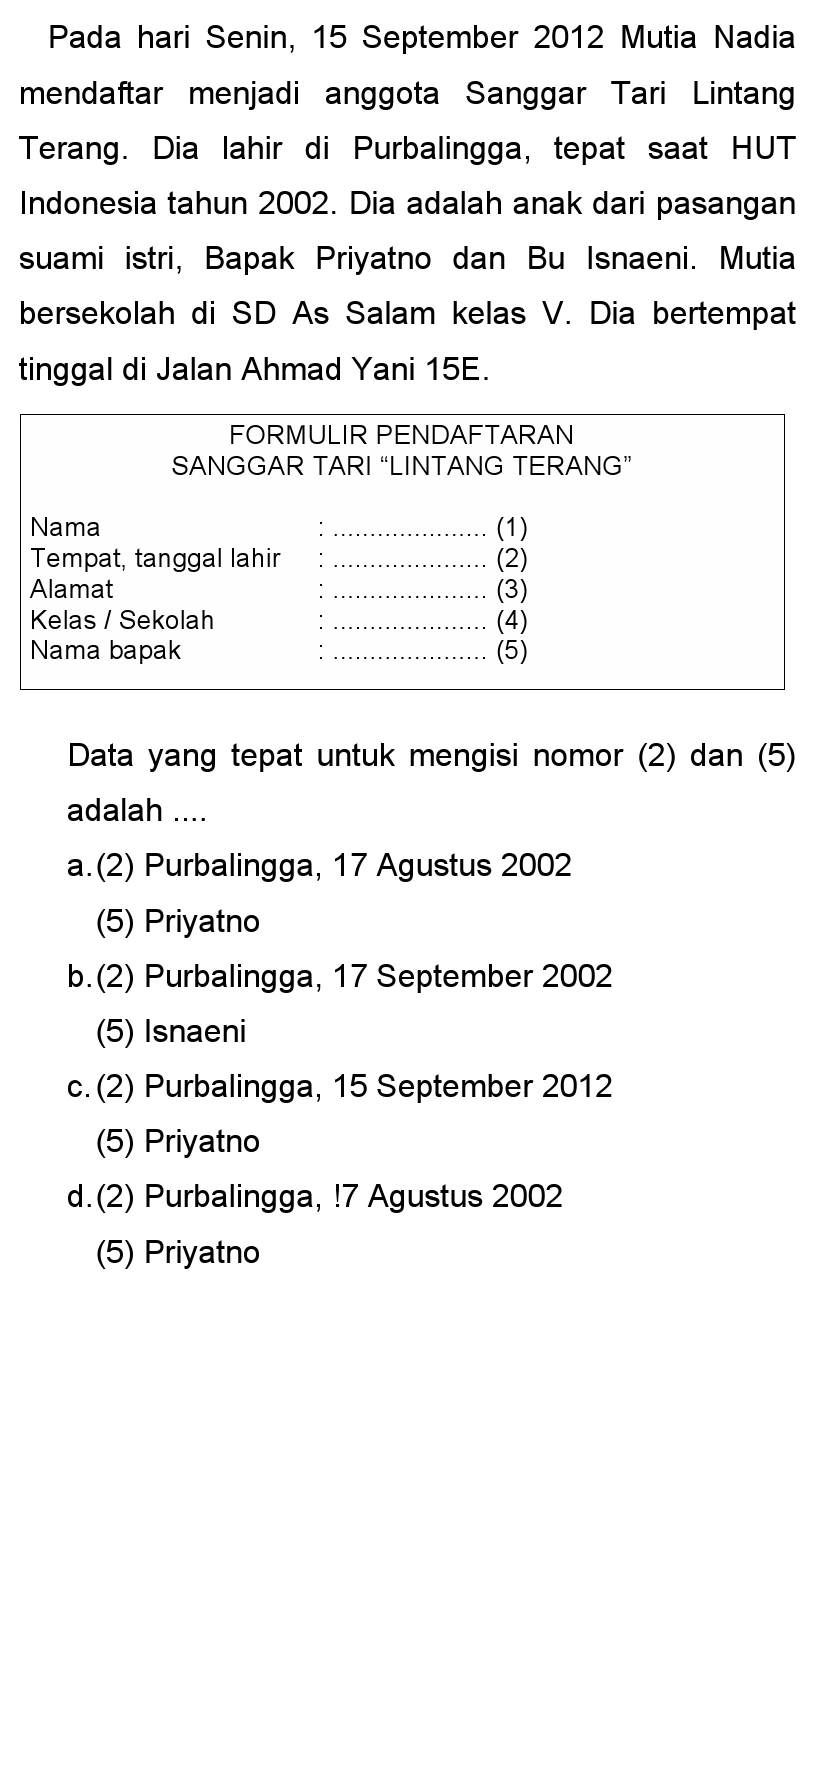 Pada hari Senin, 15 September 2012 Mutia Nadia
mendaftar menjadi anggota Sanggar Tari Lintang
Terang. Dia lahir di Purbalingga, tepat saat HUT
Indonesia tahun 2002. Dia adalah anak dari pasangan
suami istri, Bapak Priyatno dan Bu Isnaeni. Mutia
bersekolah di SD As Salam kelas V. Dia bertempat
tinggal di Jalan Ahmad Yani 15E.
FORMULIR PENDAFTARAN
SANGGAR TARI “LINTANG TERANG”
Nama : ..................... (1)
Tempat, tanggal lahir : ..................... (2)
Alamat : ..................... (3)
Kelas / Sekolah : ..................... (4)
Nama bapak : ..................... (5)
Data yang tepat untuk mengisi nomor (2) dan (5)
adalah ....
a.(2) Purbalingga, 17 Agustus 2002
(5) Priyatno
b.(2) Purbalingga, 17 September 2002
(5) Isnaeni
c.(2) Purbalingga, 15 September 2012
(5) Priyatno
d.(2) Purbalingga, !7 Agustus 2002
(5) Priyatno